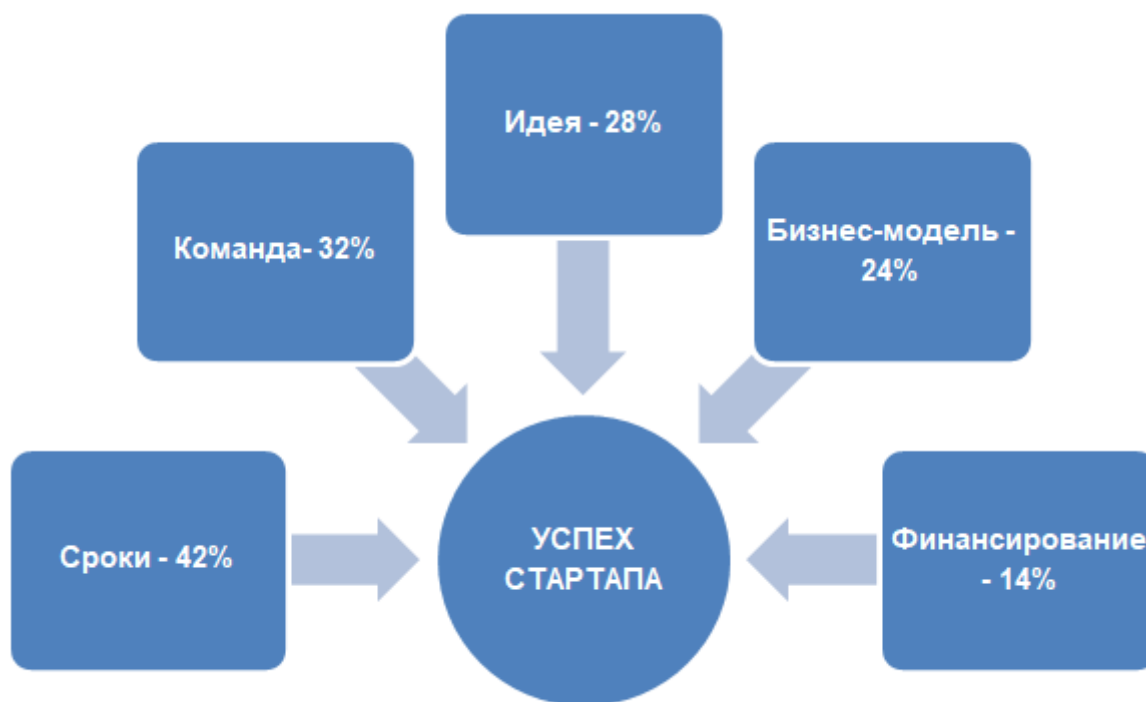 Идея - 28%
Команда- 32%
Бизнес-модель -
24%
Сроки - 42%
УСПЕХ
СТАРТАПА
Финансирование
- 14%